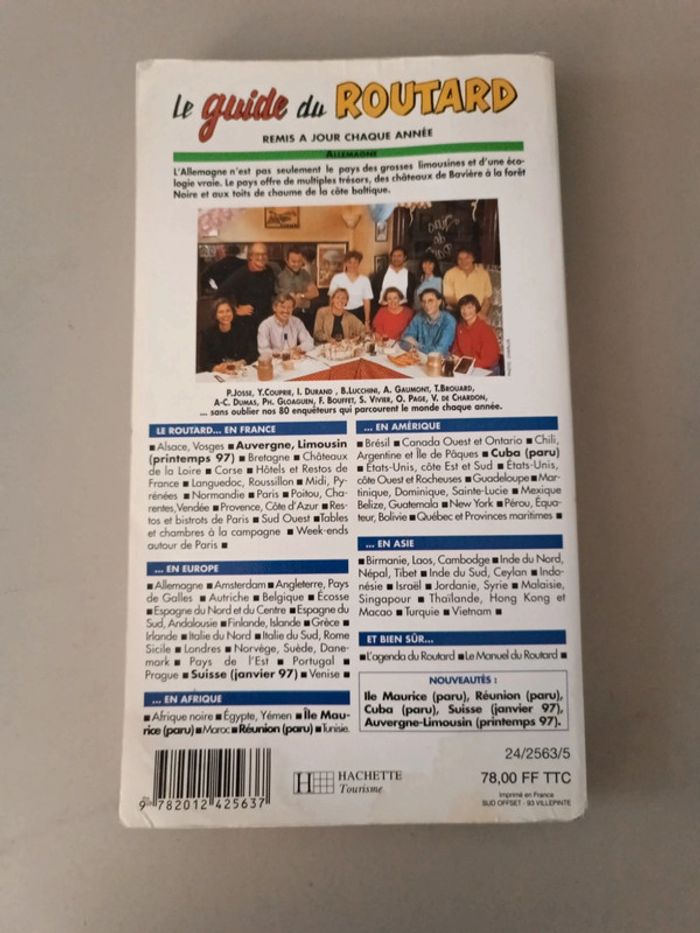 Le guide du ROUTARD
REMIS A JOUR CHAQUE ANNÉE
ALLEMAGNE
L'Allemagne n'est pas seulement le pays des grosses limousines et d'une éco-
logie vraie. Le pays offre de multiples trésors, des châteaux de Bavière à la forêt
Noire et aux toits de chaume de la côte baltique.
P.JOSSE, Y.COUPRIE, I. DURAND, B.LUCCHINI, A. GAUMONT, T.BROUARD,
A-C. DUMAS, PH. GLOAGUEN, F. BOUFFET, S. VIVIER, O. PAGE, V. DE CHARDON,
... sans oublier nos 80 enquêteurs qui parcourent le monde chaque année.
LE ROUTARD... EN FRANCE
■ Alsace, Vosges ■ Auvergne, Limousin
(printemps 97) ■ Bretagne ■ Châteaux
de la Loire ■ Corse ■ Hôtels et Restos de
France ■ Languedoc, Roussillon ■ Midi, Py-
rénées ■ Normandie ■ Paris ■ Poitou, Cha-
rentes, Vendée ■ Provence, Côte d'Azur ■ Res-
tos et bistrots de Paris ■ Sud Ouest ■ Tables
et chambres à la campagne ■ Week-ends
autour de Paris ■
... EN EUROPE
■ Allemagne ■ Amsterdam ■ Angleterre, Pays
de Galles ■ Autriche ■ Belgique ■ Écosse
■ Espagne du Nord et du Centre ■ Espagne du
Sud, Andalousie ■ Finlande, Islande ■ Grèce ■
Irlande ■ Italie du Nord ■ Italie du Sud, Rome
Sicile ■ Londres ■ Norvège, Suède, Dane-
mark ■ Pays de l'Est ■ Portugal ■
Prague ■ Suisse (janvier 97) ■ Venise ■
... EN AFRIQUE
■ Afrique noire ■ Égypte, Yémen ■ Île Mau-
rice (paru) ■ Maroc ■ Réunion (paru) ■ Tunisie.
... EN AMÉRIQUE
■ Brésil ■ Canada Ouest et Ontario ■ Chili,
Argentine et Île de Pâques ■ Cuba (paru)
■ États-Unis, côte Est et Sud ■ États-Unis,
côte Ouest et Rocheuses ■ Guadeloupe ■ Mar-
tinique, Dominique, Sainte-Lucie ■ Mexique
Belize, Guatemala ■ New York ■ Pérou, Équa-
teur, Bolivie ■ Québec et Provinces maritimes ■
... EN ASIE
■ Birmanie, Laos, Cambodge ■ Inde du Nord,
Népal, Tibet ■ Inde du Sud, Ceylan ■ Indo-
nésie ■ Israël ■ Jordanie, Syrie ■ Malaisie,
Singapour ■ Thaïlande, Hong Kong et
Macao ■ Turquie ■ Vietnam ■
ET BIEN SÛR...
■ L'agenda du Routard ■ Le Manuel du Routard ■
NOUVEAUTÉS :
Ile Maurice (paru), Réunion (paru),
Cuba (paru), Suisse (janvier 97),
Auvergne-Limousin (printemps 97).
9 782012 425637
HACHETTE
Tourisme
24/2563/5
78,00 FF TTC
Imprimé en France
SUD OFFSET - 93 VILLEPINTE